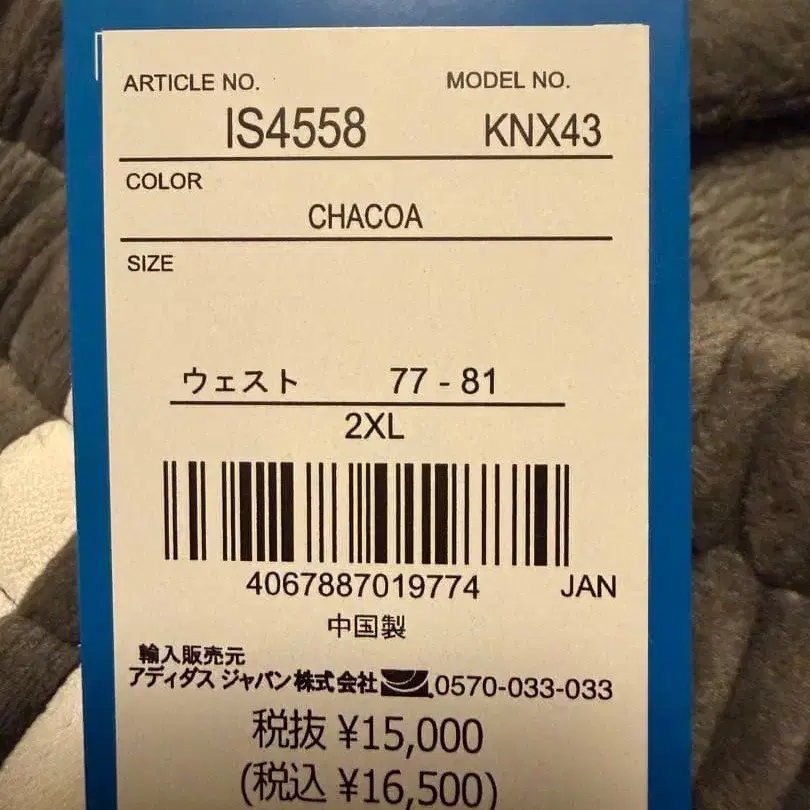 ARTICLE NO. MODEL NO.
IS4558 KNX43
COLOR
CHACOA
SIZE
ウェスト 77 - 81
2XL
4067887019774 JAN
中国製
輸入販売元
アディダス ジャパン株式会社 0570-033-033
税抜 ¥15,000
(税込 ¥16,500)